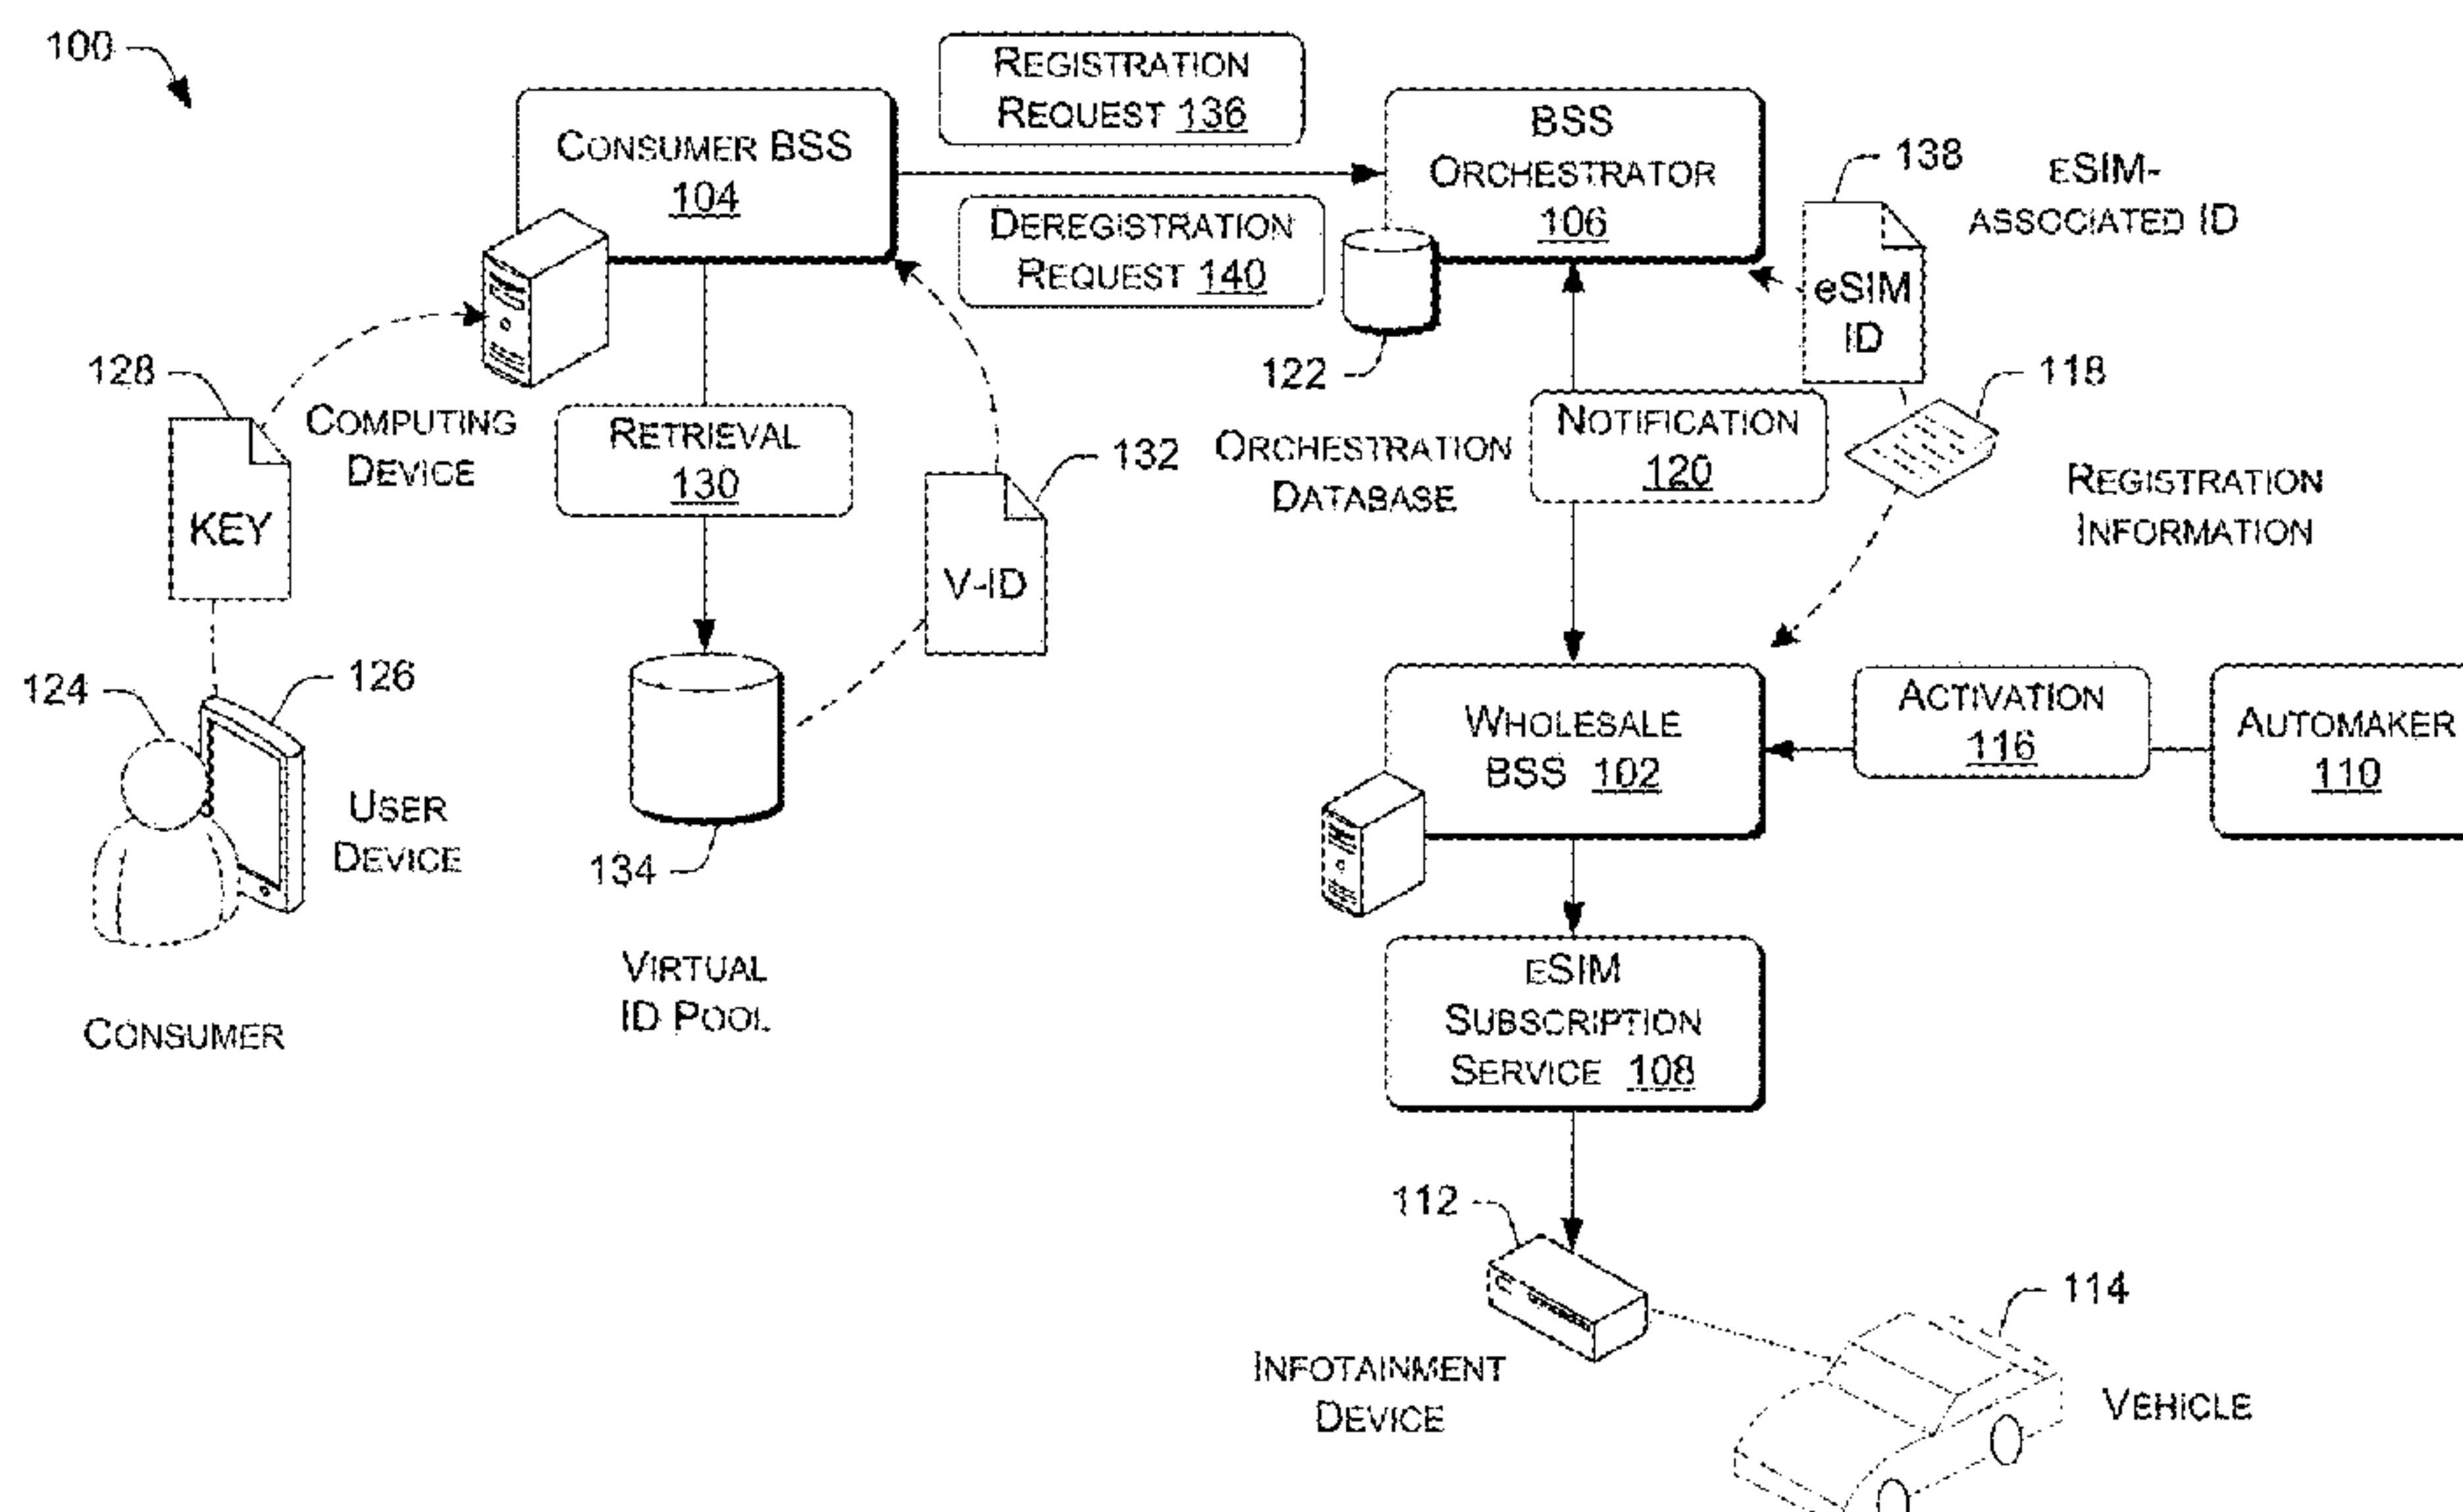 100
REGISTRATION
REQUEST 136
CONSUMER BSS
104
BSS
ORCHESTRATOR
106
138
eSIM-
ASSOCIATED ID
DEREGISTRATION
REQUEST 140
eSIM
ID
122
128
COMPUTING
DEVICE
KEY
RETRIEVAL
130
132
V-ID
ORCHESTRATION
DATABASE
NOTIFICATION
120
118
REGISTRATION
INFORMATION
124
126
USER
DEVICE
CONSUMER
134
VIRTUAL
ID POOL
WHOLESALE
BSS 102
ACTIVATION
116
AUTOMAKER
110
eSIM
SUBSCRIPTION
SERVICE 108
112
INFOTAINMENT
DEVICE
114
VEHICLE